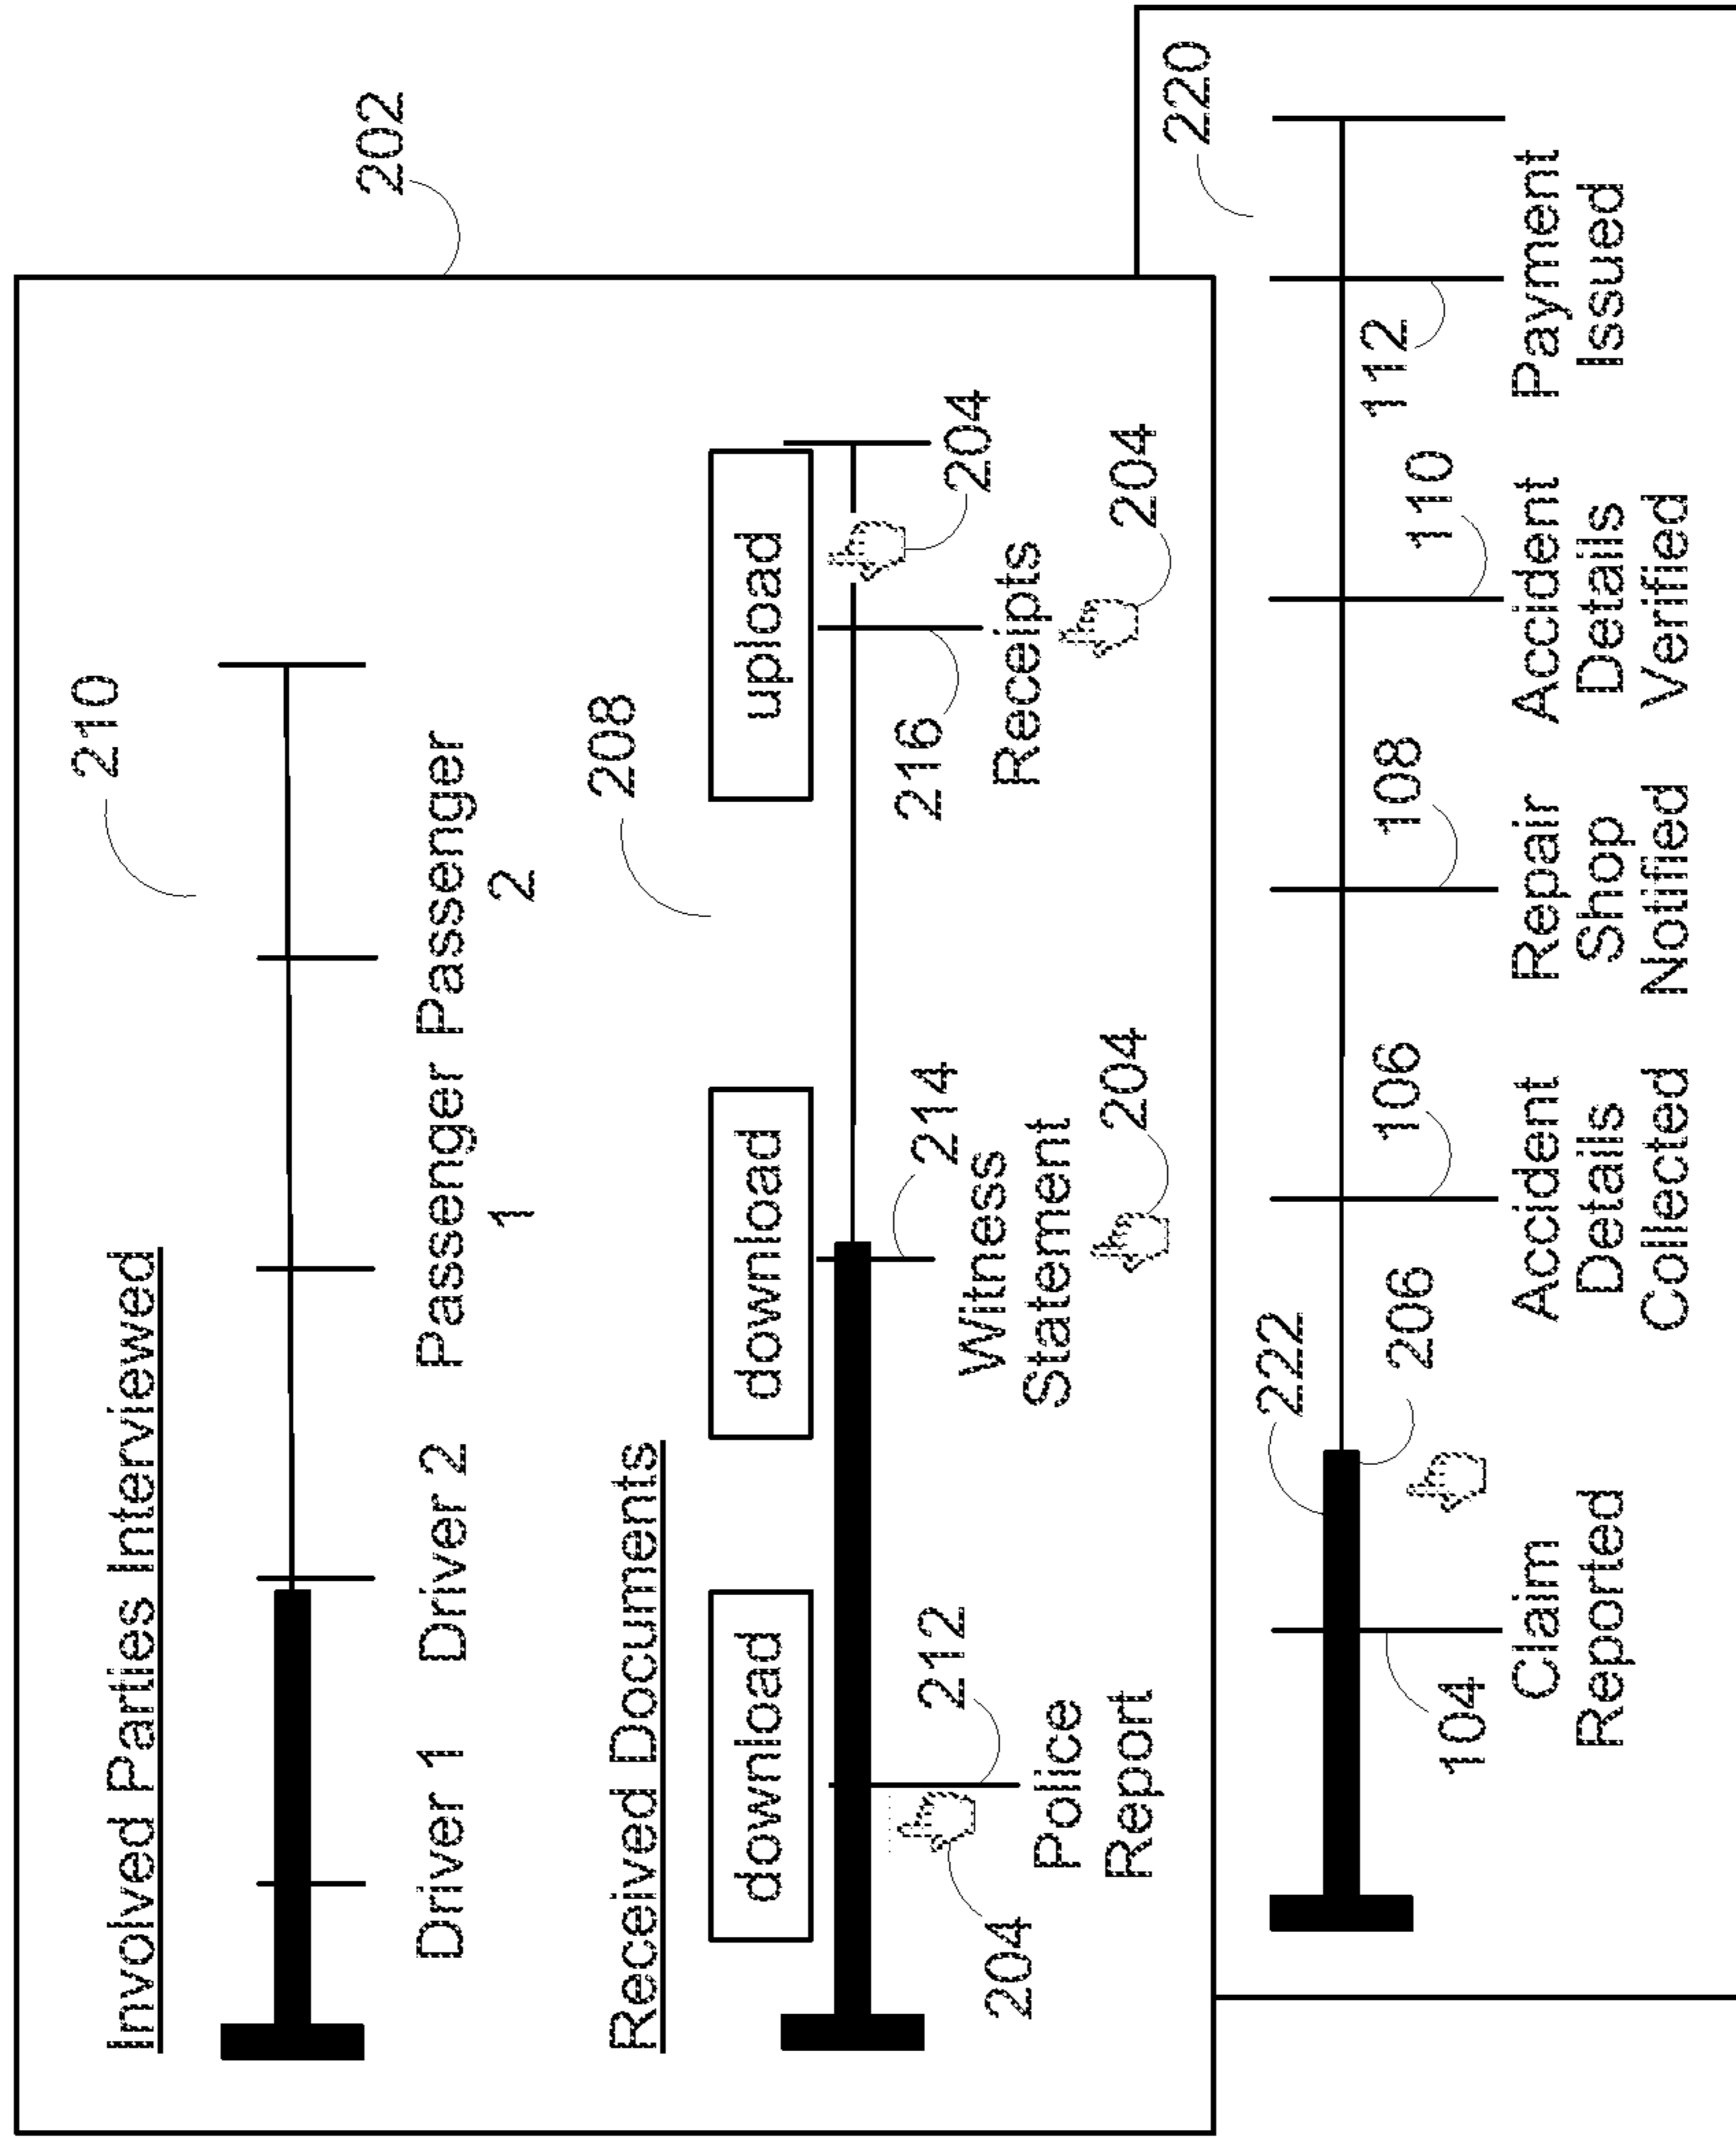 202
210
Involved Parties Interviewed
Driver 1
Driver 2
Passenger
1
Passenger
2
208
Received Documents
download
download
upload
204
212
Police
Report
214
Witness
Statement
204
216
Receipts
204
204
220
222
206
104
106
108
110
112
Claim
Reported
Accident
Details
Collected
Repair
Shop
Notified
Accident
Details
Verified
Payment
Issued